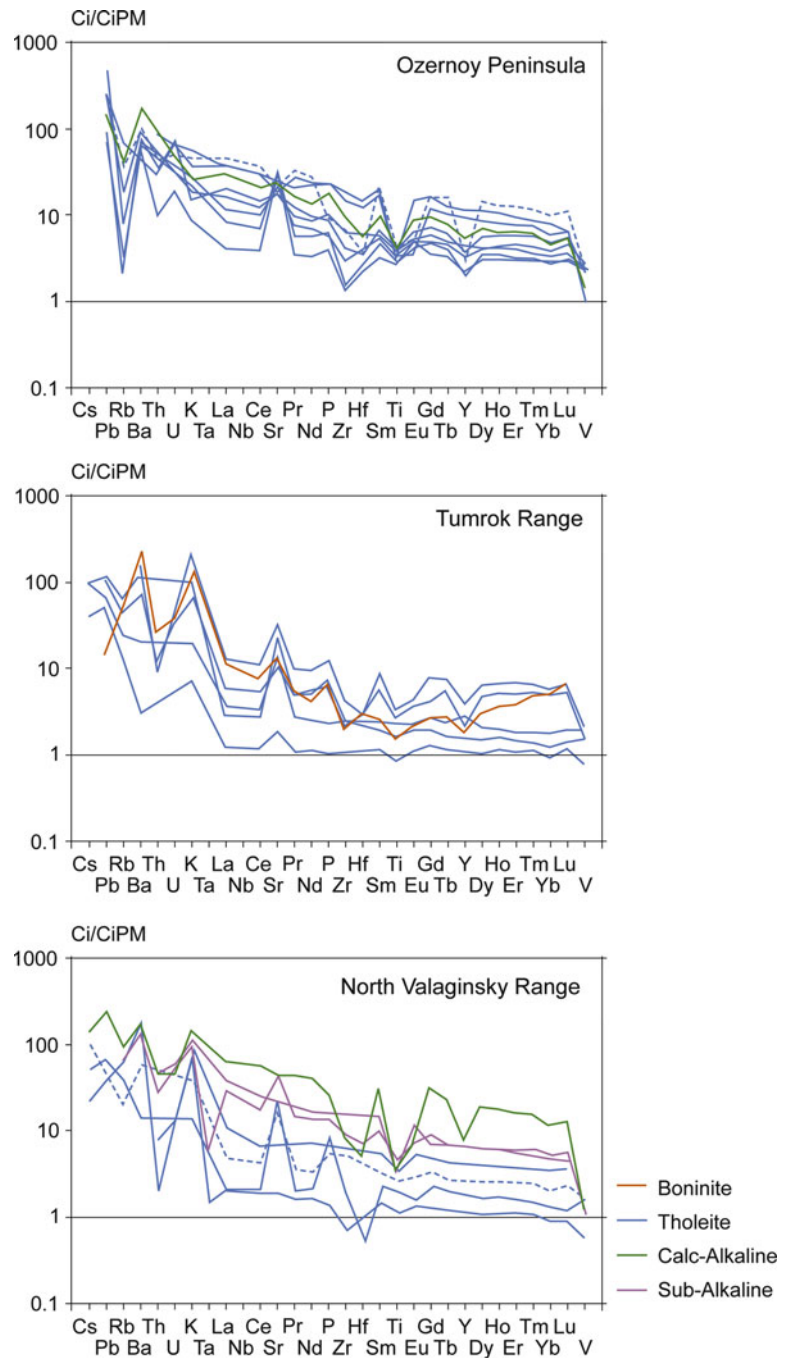 Ci/CiPM
1000
Ozernoy Peninsula
100
10
1
0.1
Cs Rb Th K La Ce Pr P Hf Ti Gd Y Ho Tm Lu
Pb Ba U Ta Nb Sr Nd Zr Sm Eu Tb Dy Er Yb V
Ci/CiPM
1000
Tumrok Range
100
10
1
0.1
Cs Rb Th K La Ce Pr P Hf Ti Gd Y Ho Tm Lu
Pb Ba U Ta Nb Sr Nd Zr Sm Eu Tb Dy Er Yb V
Ci/CiPM
1000
North Valaginsky Range
100
10
1
0.1
Cs Rb Th K La Ce Pr P Hf Ti Gd Y Ho Tm Lu
Pb Ba U Ta Nb Sr Nd Zr Sm Eu Tb Dy Er Yb V
Boninite
Tholeite
Calc-Alkaline
Sub-Alkaline